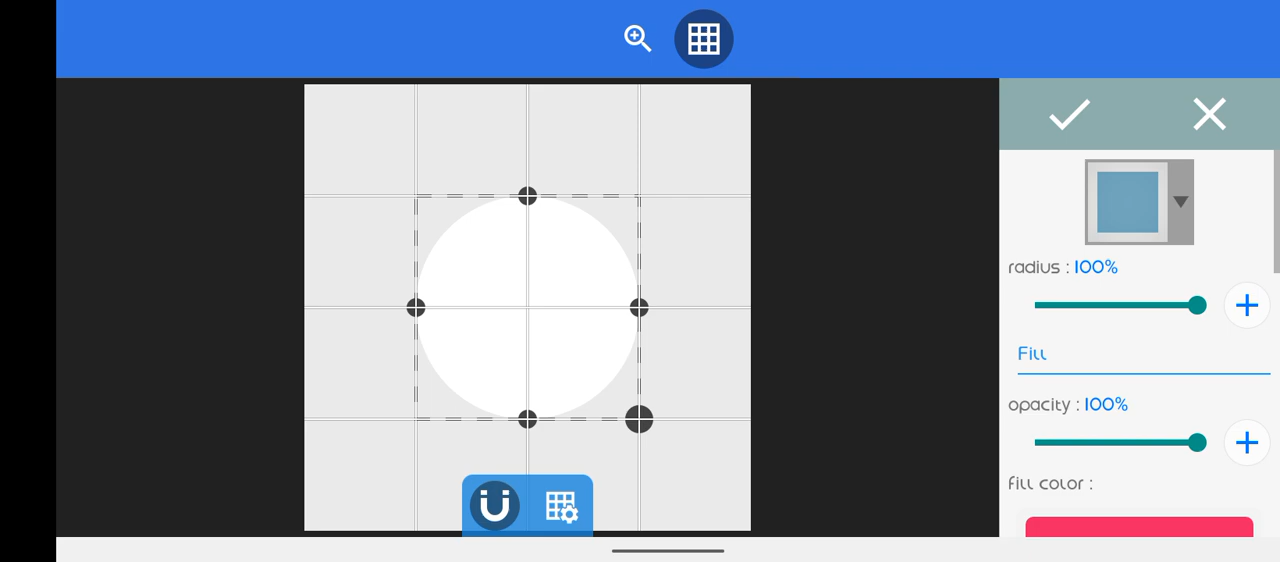 radius : 100%
Fill
opacity : 100%
fill color :